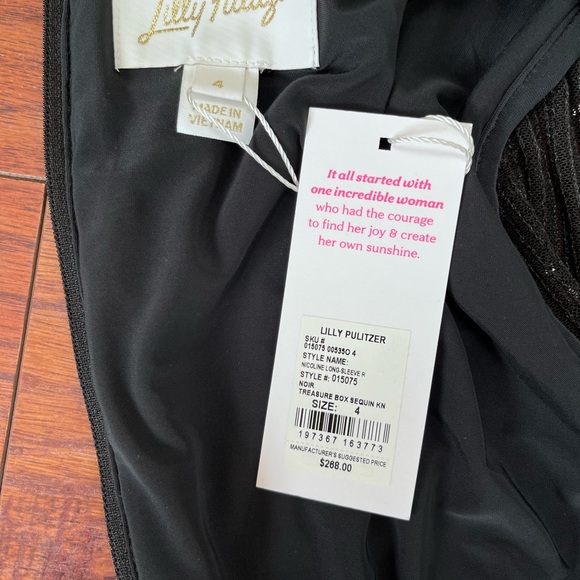 Lilly Pulitzer
4
MADE IN
VIETNAM
It all started with
one incredible woman
who had the courage
to find her joy & create
her own sunshine.
LILLY PULITZER
SKU #
015075 00535O 4
STYLE NAME:
NICOLINE LONG-SLEEVE R
STYLE #: 015075
NOIR
TREASURE BOX SEQUIN KN
SIZE: 4
197367 163773
MANUFACTURER'S SUGGESTED PRICE
$268.00